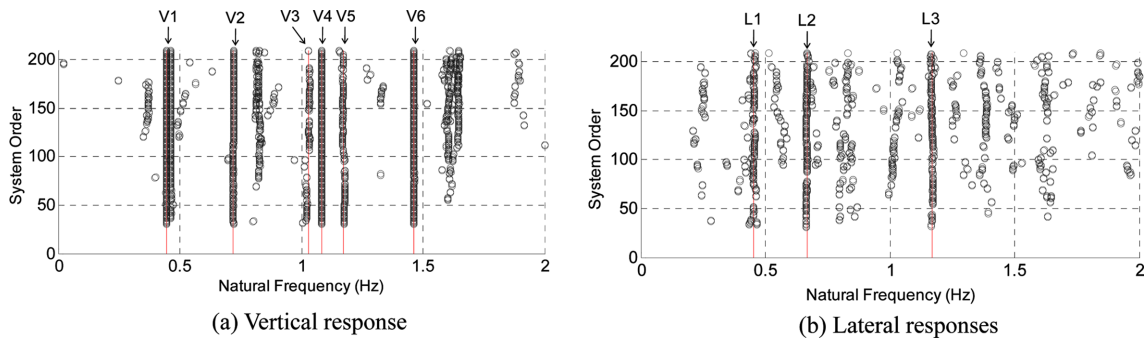 V1 V2 V3 V4 V5 V6
200
150
100
50
0
System Order
0 0.5 1 1.5 2
Natural Frequency (Hz)
(a) Vertical response
L1 L2 L3
200
150
100
50
0
System Order
0 0.5 1 1.5 2
Natural Frequency (Hz)
(b) Lateral responses